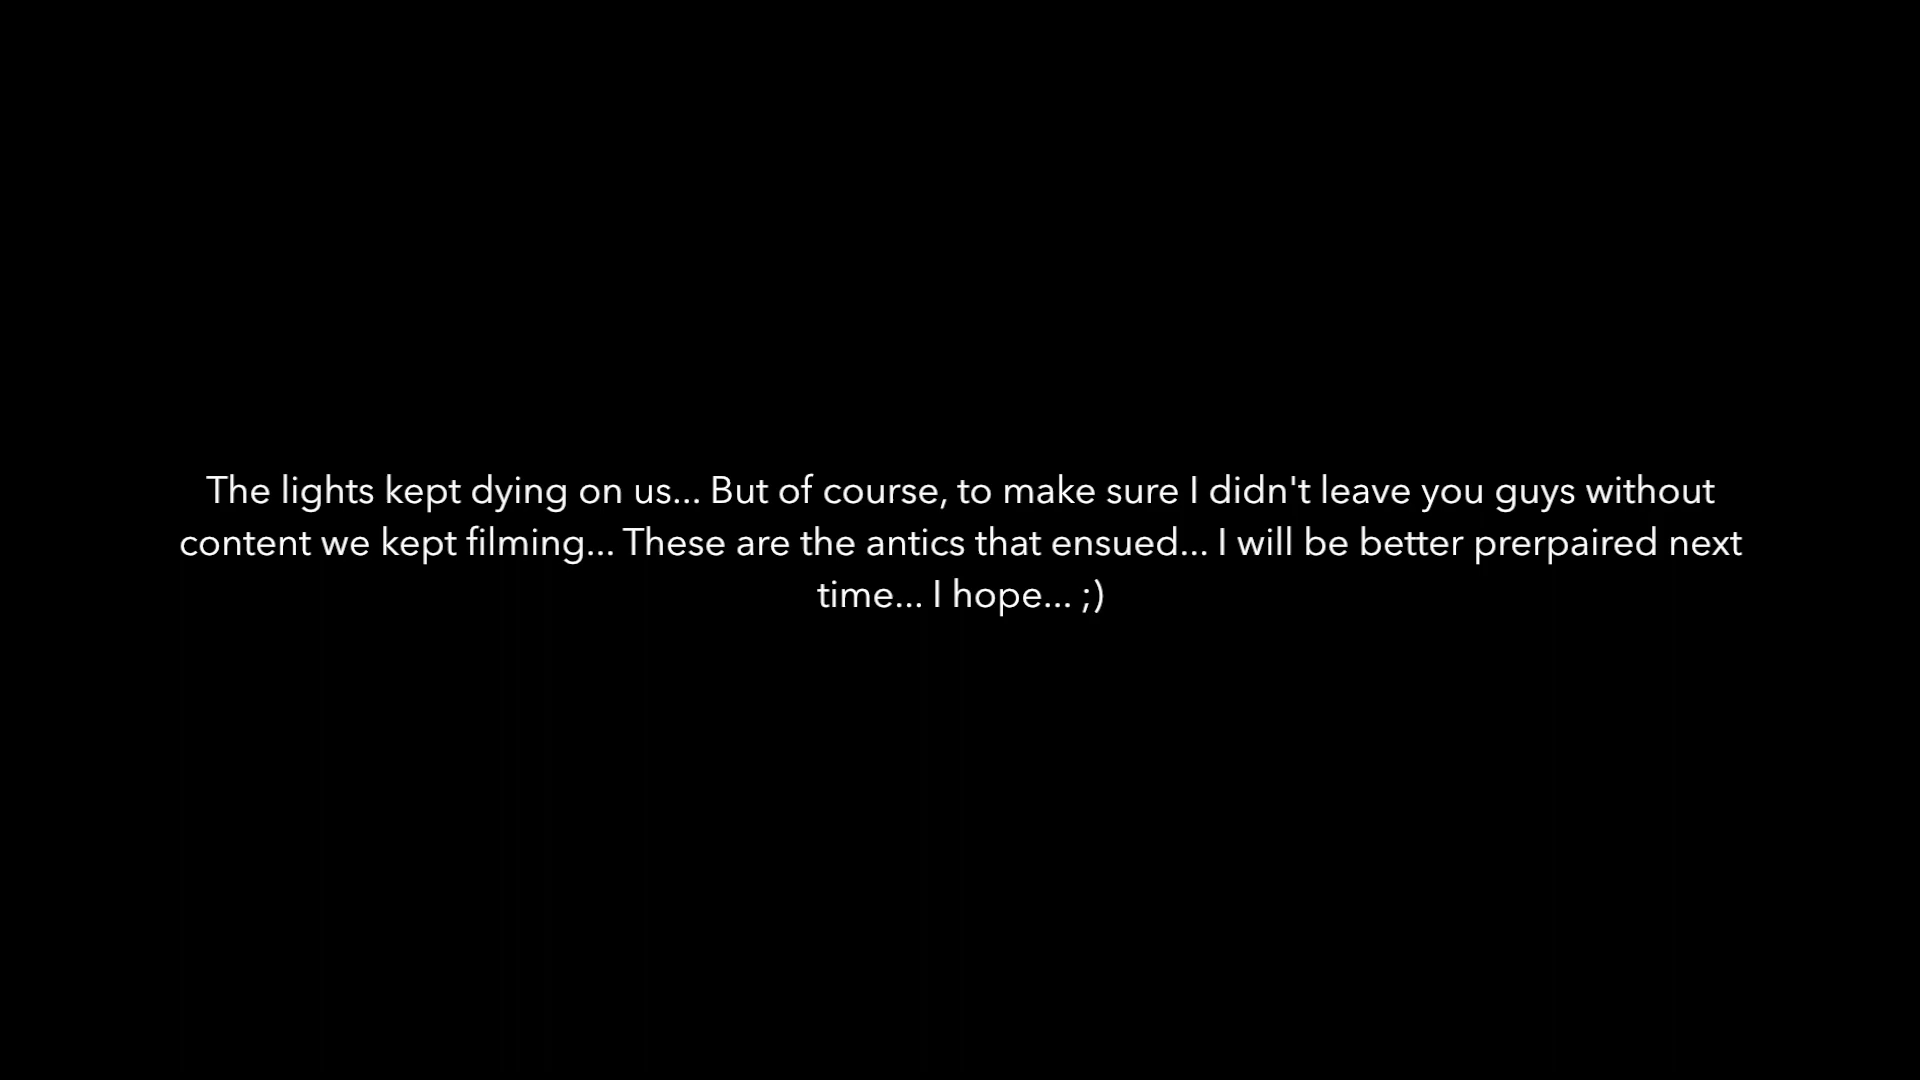 The lights kept dying on us... But of course, to make sure I didn't leave you guys without
content we kept filming... These are the antics that ensued... I will be better prerpaired next
time... I hope... ;)